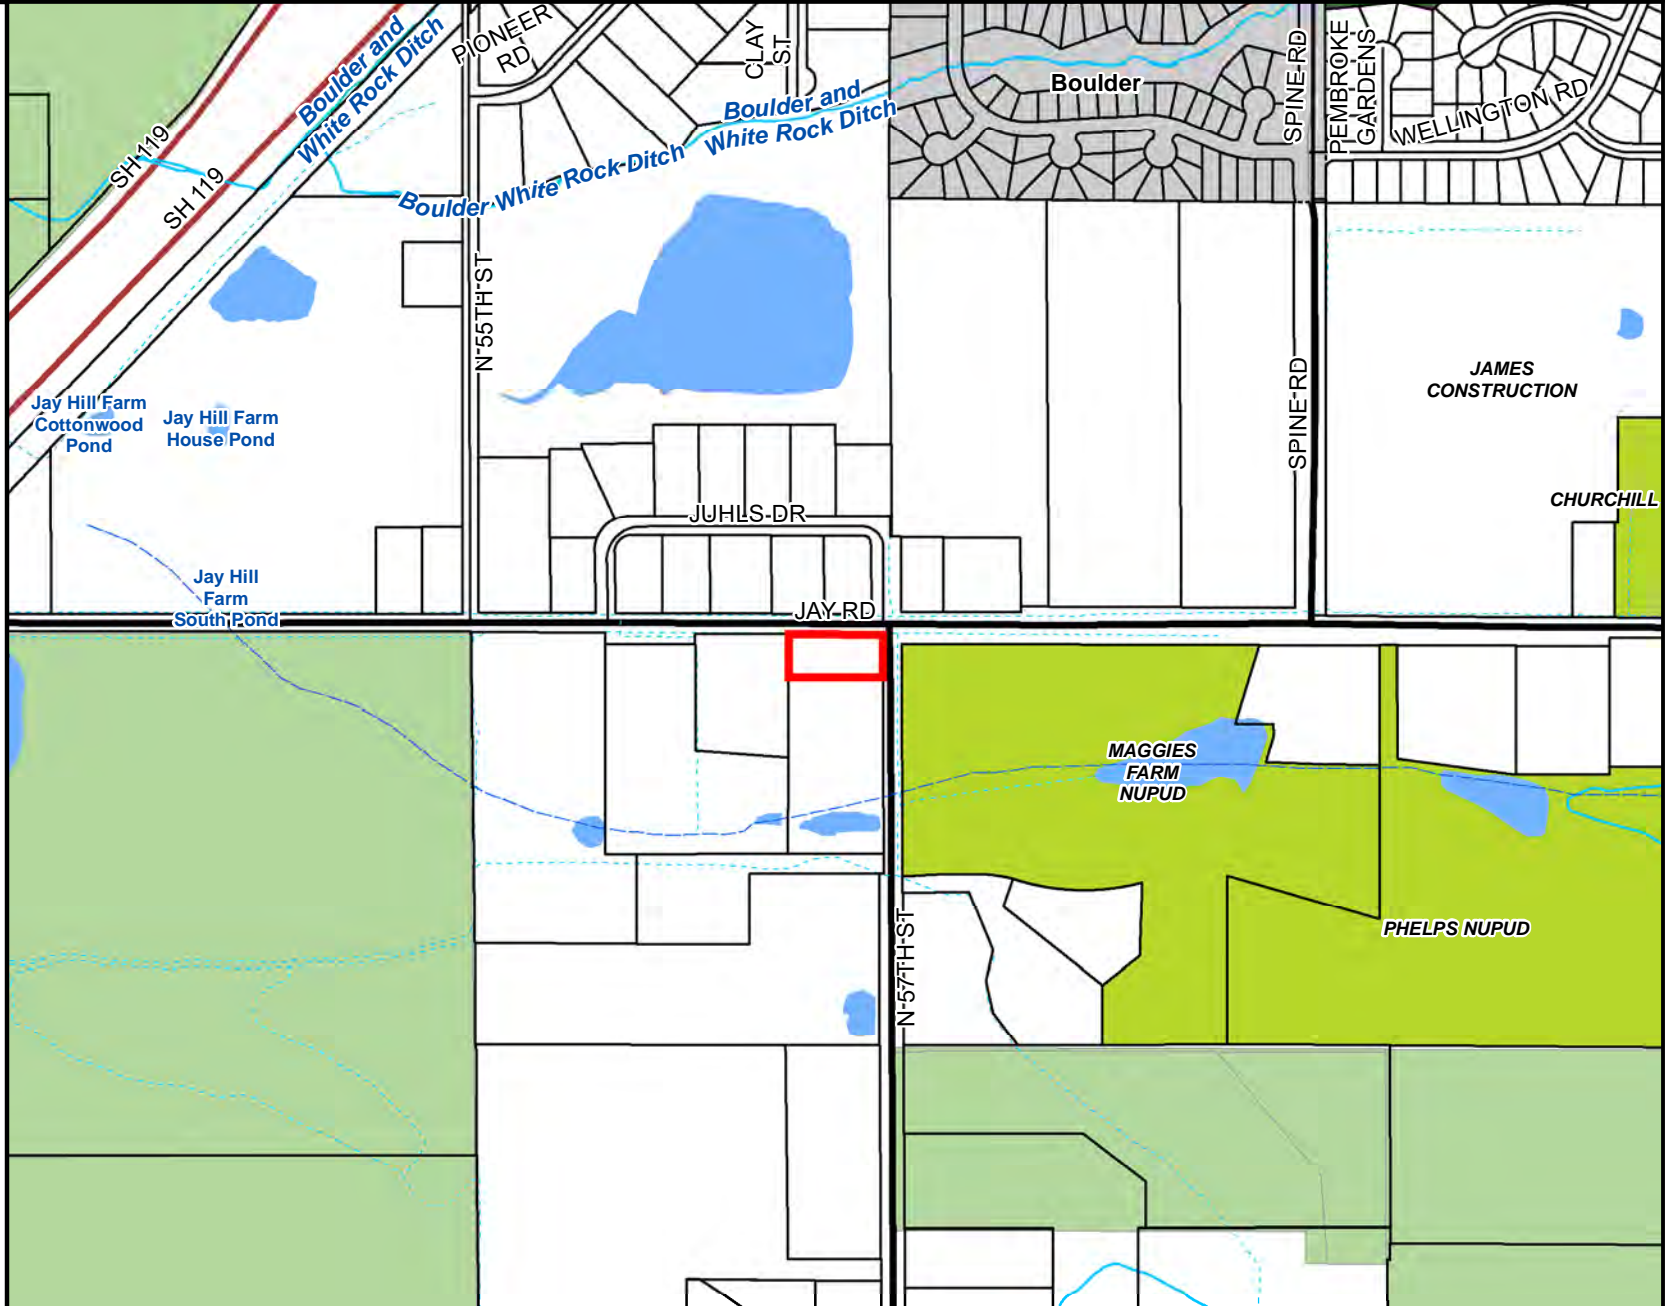 PIONEER
RD
Boulder and
White Rock Ditch
CLAY
ST
SPINE RD
PEMBROKE
GARDENS
Boulder
WELLINGTON RD
Boulder and
White Rock Ditch
SH 119
SH 119
Boulder White Rock Ditch
N 55TH ST
JAMES
CONSTRUCTION
SPINE RD
Jay Hill Farm
Cottonwood
Pond
Jay Hill Farm
House Pond
CHURCHILL
JUHLS DR
Jay Hill
Farm
South Pond
JAY RD
MAGGIES
FARM
NUPUD
PHELPS NUPUD
N 57TH ST